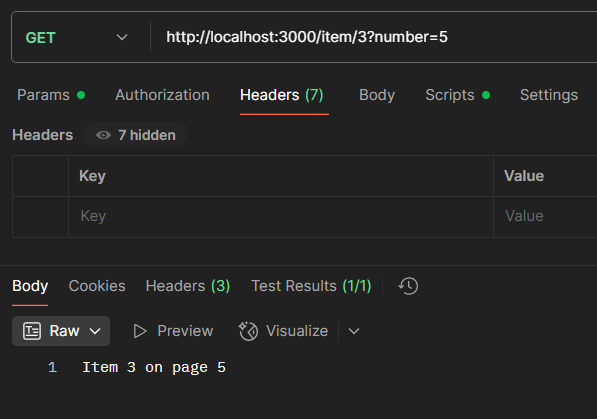 GET http://localhost:3000/item/3?number=5
Params Authorization Headers (7) Body Scripts Settings
Headers 7 hidden
Key Value
Key Value
Body Cookies Headers (3) Test Results (1/1)
Raw Preview Visualize
1 Item 3 on page 5